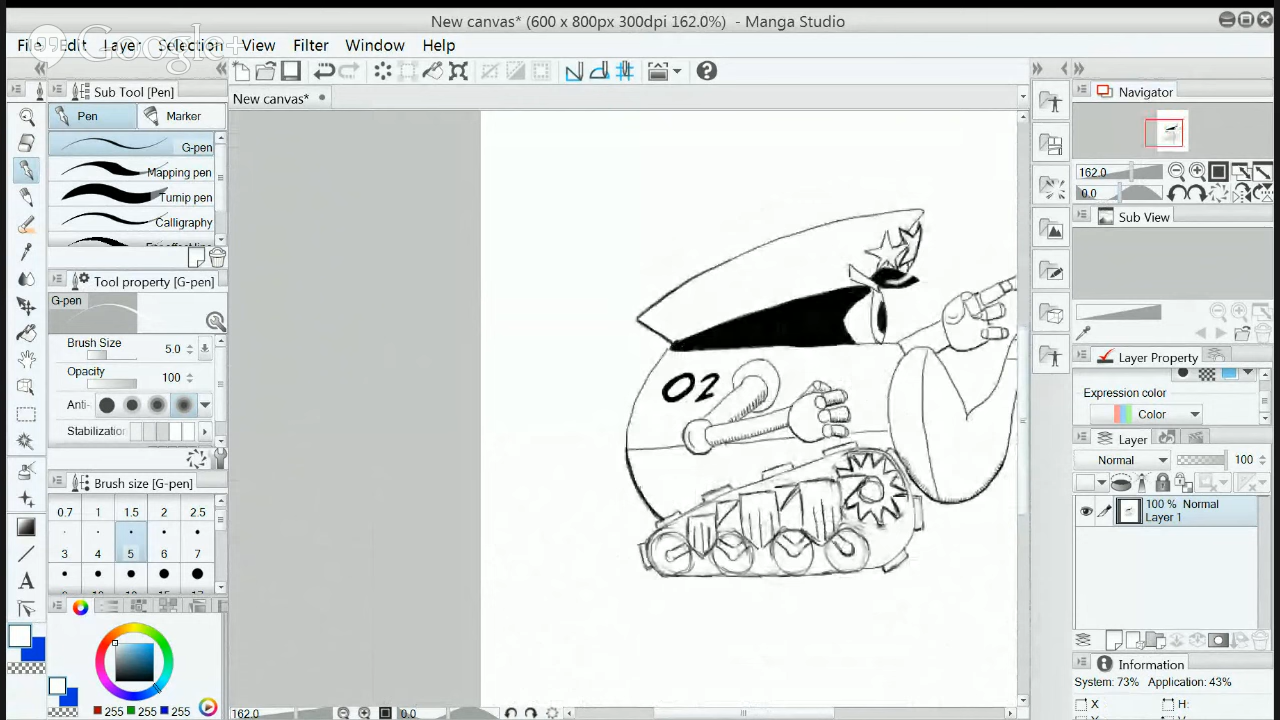 New canvas* (600 x 800px 300dpi 162.0%) - Manga Studio
File Edit Layer Selection View Filter Window Help
Google+
Sub Tool [Pen]
New canvas*
Navigator
Pen Marker
G-pen
Mapping pen
Turnip pen
Calligraphy
162.0
0.0
Sub View
Tool property [G-pen]
G-pen
Brush Size 5.0
Opacity 100
Anti-
Stabilization
Layer Property
Expression color
Color
02
Layer
Normal 100
100 % Normal
Layer 1
Brush size [G-pen]
0.7 1 1.5 2 2.5
3 4 5 6 7
255 255 255
162.0 0.0
Information
System: 73% Application: 43%
X H: